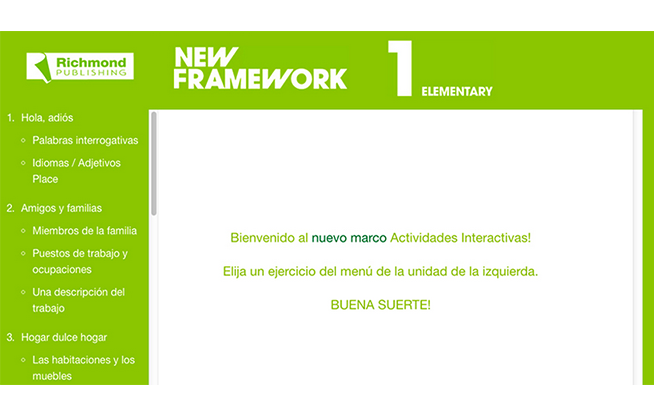 Richmond
PUBLISHING
NEW
FRAMEWORK
1
ELEMENTARY
1. Hola, adiós
Palabras interrogativas
Idiomas / Adjetivos
Place
2. Amigos y familias
Miembros de la familia
Puestos de trabajo y
ocupaciones
Una descripción del
trabajo
3. Hogar dulce hogar
Las habitaciones y los
muebles
Bienvenido al nuevo marco Actividades Interactivas!
Elija un ejercicio del menú de la unidad de la izquierda.
BUENA SUERTE!